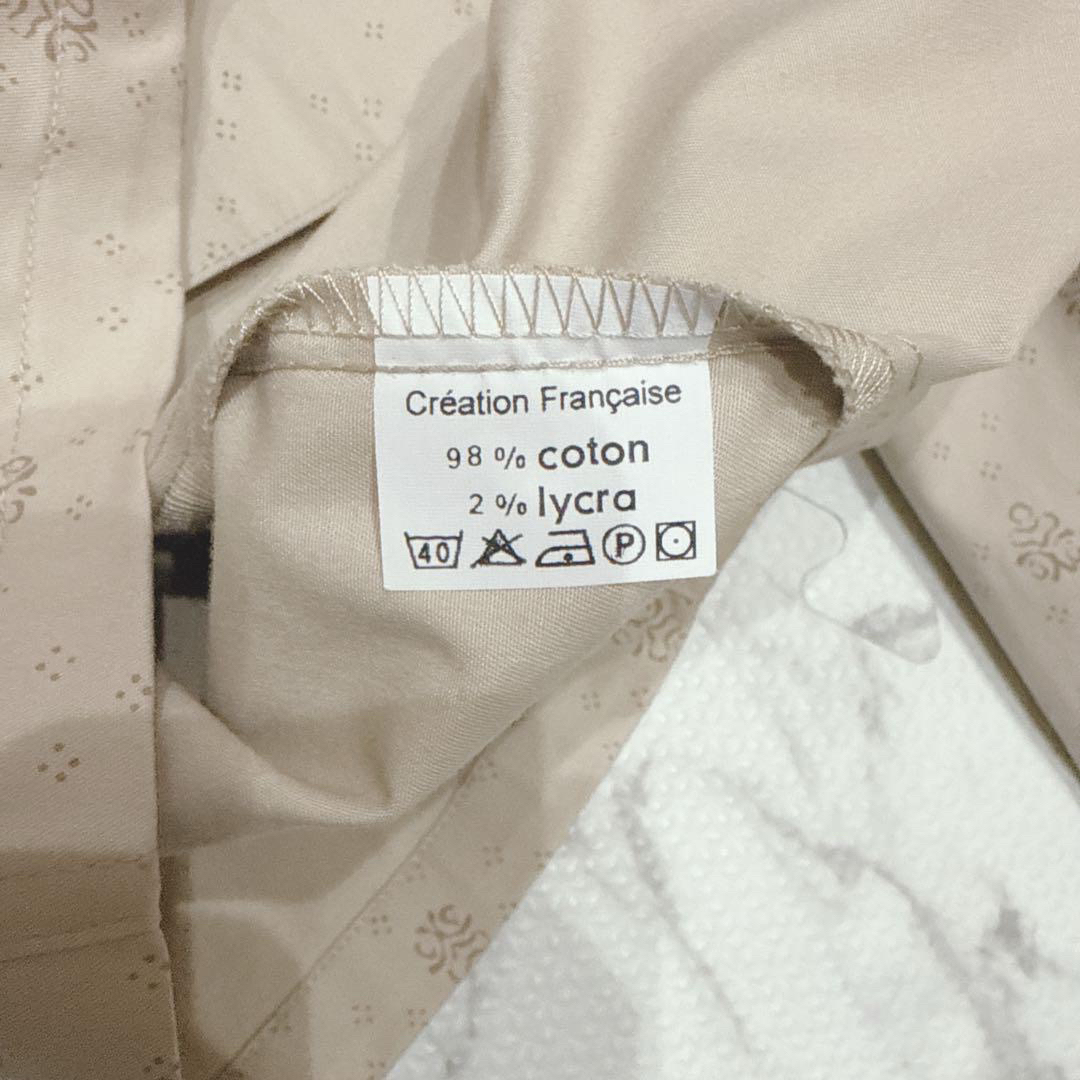 Création Française
98 % coton
2 % lycra
40 P